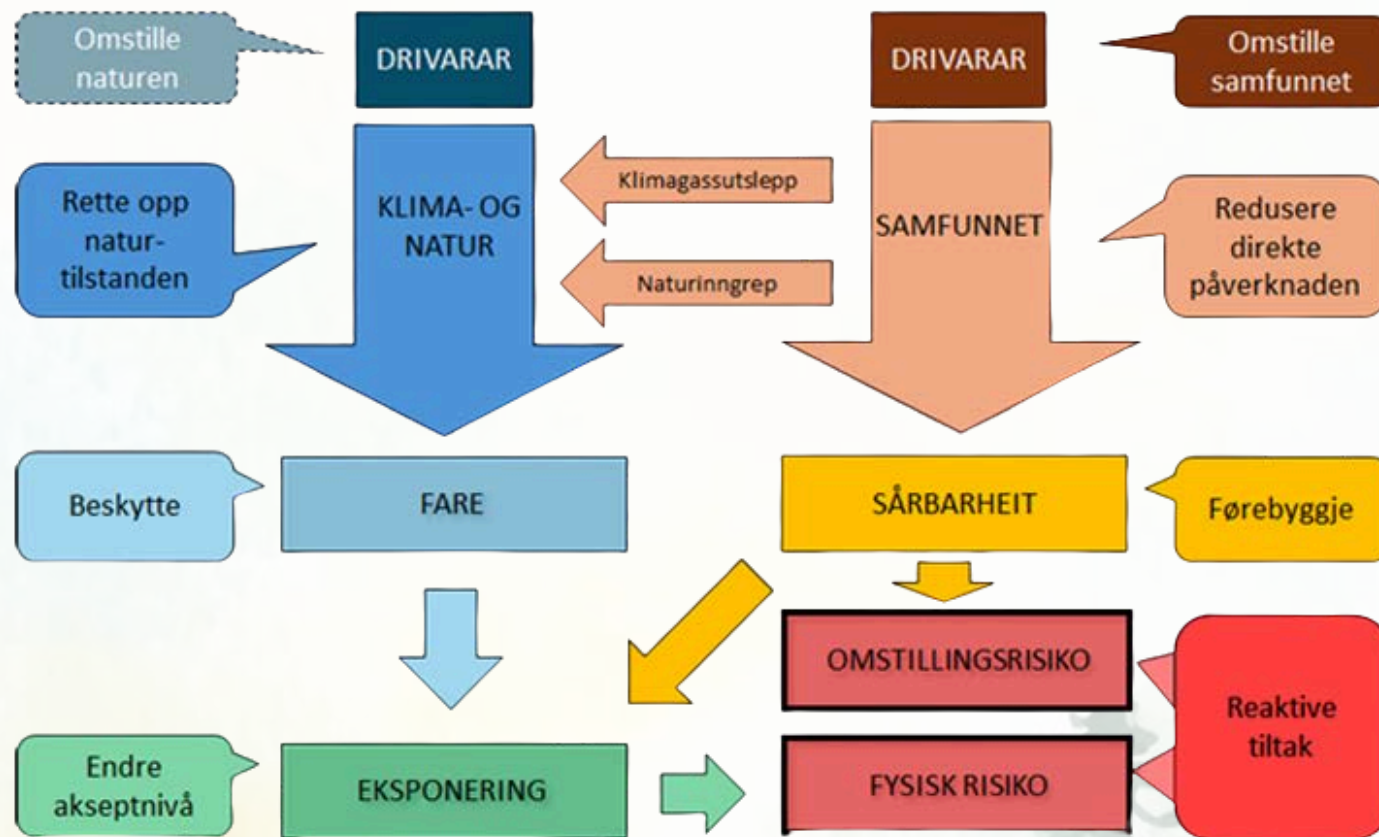 Omstille
naturen
DRIVARAR
DRIVARAR
Omstille
samfunnet
Rette opp
natur-
tilstanden
KLIMA- OG
NATUR
Klimagassutslepp
Naturinngrep
SAMFUNNET
Redusere
direkte
påverknaden
Beskytte
FARE
SÅRBARHEIT
Førebyggje
OMSTILLINGSRISIKO
Reaktive
tiltak
Endre
akseptnivå
EKSPONERING
FYSISK RISIKO